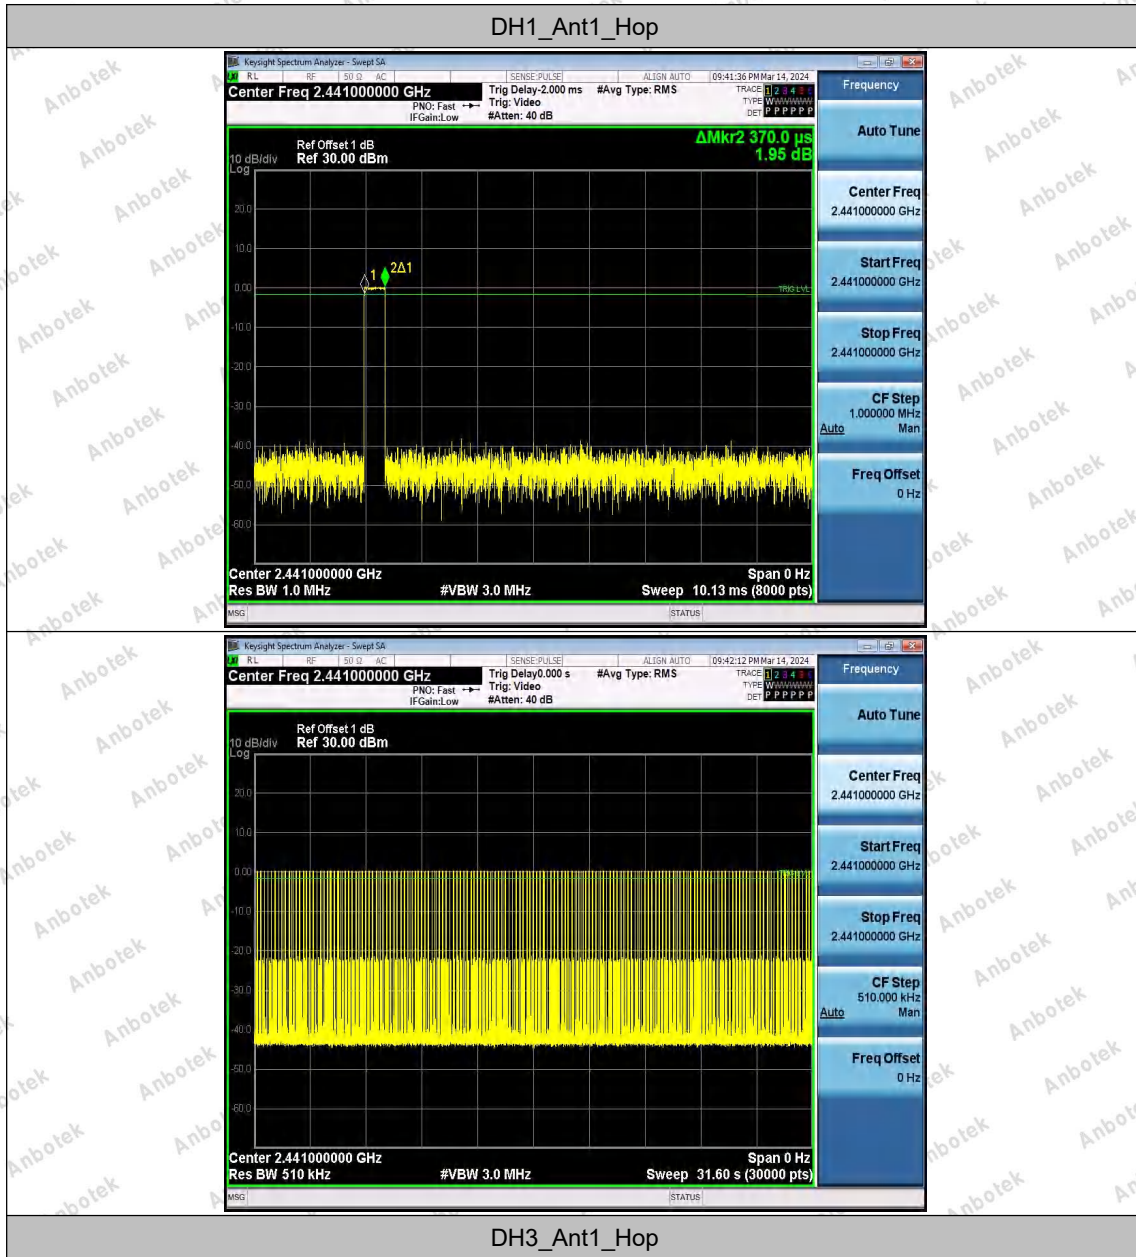 DH1_Ant1_Hop
Keysight Spectrum Analyzer - Swept SA
RL RF 50 Ω AC SENSE:PULSE ALIGN AUTO 09:41:36 PM Mar 14, 2024
Center Freq 2.441000000 GHz
PNO: Fast
IFGain:Low
Trig Delay-2.000 ms
Trig: Video
#Atten: 40 dB
#Avg Type: RMS
TRACE 1 2 3 4 5 6
TYPE WWWWWW
DET P P P P P P
ΔMkr2 370.0 µs
1.95 dB
Ref Offset 1 dB
10 dB/div Ref 30.00 dBm
Log
20.0
10.0
0.00
-10.0
-20.0
-30.0
-40.0
-50.0
-60.0
1
2Δ1
TRIG LVL
Center 2.441000000 GHz Span 0 Hz
Res BW 1.0 MHz #VBW 3.0 MHz Sweep 10.13 ms (8000 pts)
MSG STATUS
Frequency
Auto Tune
Center Freq
2.441000000 GHz
Start Freq
2.441000000 GHz
Stop Freq
2.441000000 GHz
CF Step
1.000000 MHz
Auto Man
Freq Offset
0 Hz
Keysight Spectrum Analyzer - Swept SA
RL RF 50 Ω AC SENSE:PULSE ALIGN AUTO 09:42:12 PM Mar 14, 2024
Center Freq 2.441000000 GHz
PNO: Fast
IFGain:Low
Trig Delay0.000 s
Trig: Video
#Atten: 40 dB
#Avg Type: RMS
TRACE 1 2 3 4 5 6
TYPE WWWWWW
DET P P P P P P
Ref Offset 1 dB
10 dB/div Ref 30.00 dBm
Log
20.0
10.0
0.00
-10.0
-20.0
-30.0
-40.0
-50.0
-60.0
TRIG LVL
Center 2.441000000 GHz Span 0 Hz
Res BW 510 kHz #VBW 3.0 MHz Sweep 31.60 s (30000 pts)
MSG STATUS
Frequency
Auto Tune
Center Freq
2.441000000 GHz
Start Freq
2.441000000 GHz
Stop Freq
2.441000000 GHz
CF Step
510.000 kHz
Auto Man
Freq Offset
0 Hz
DH3_Ant1_Hop
Anbotek